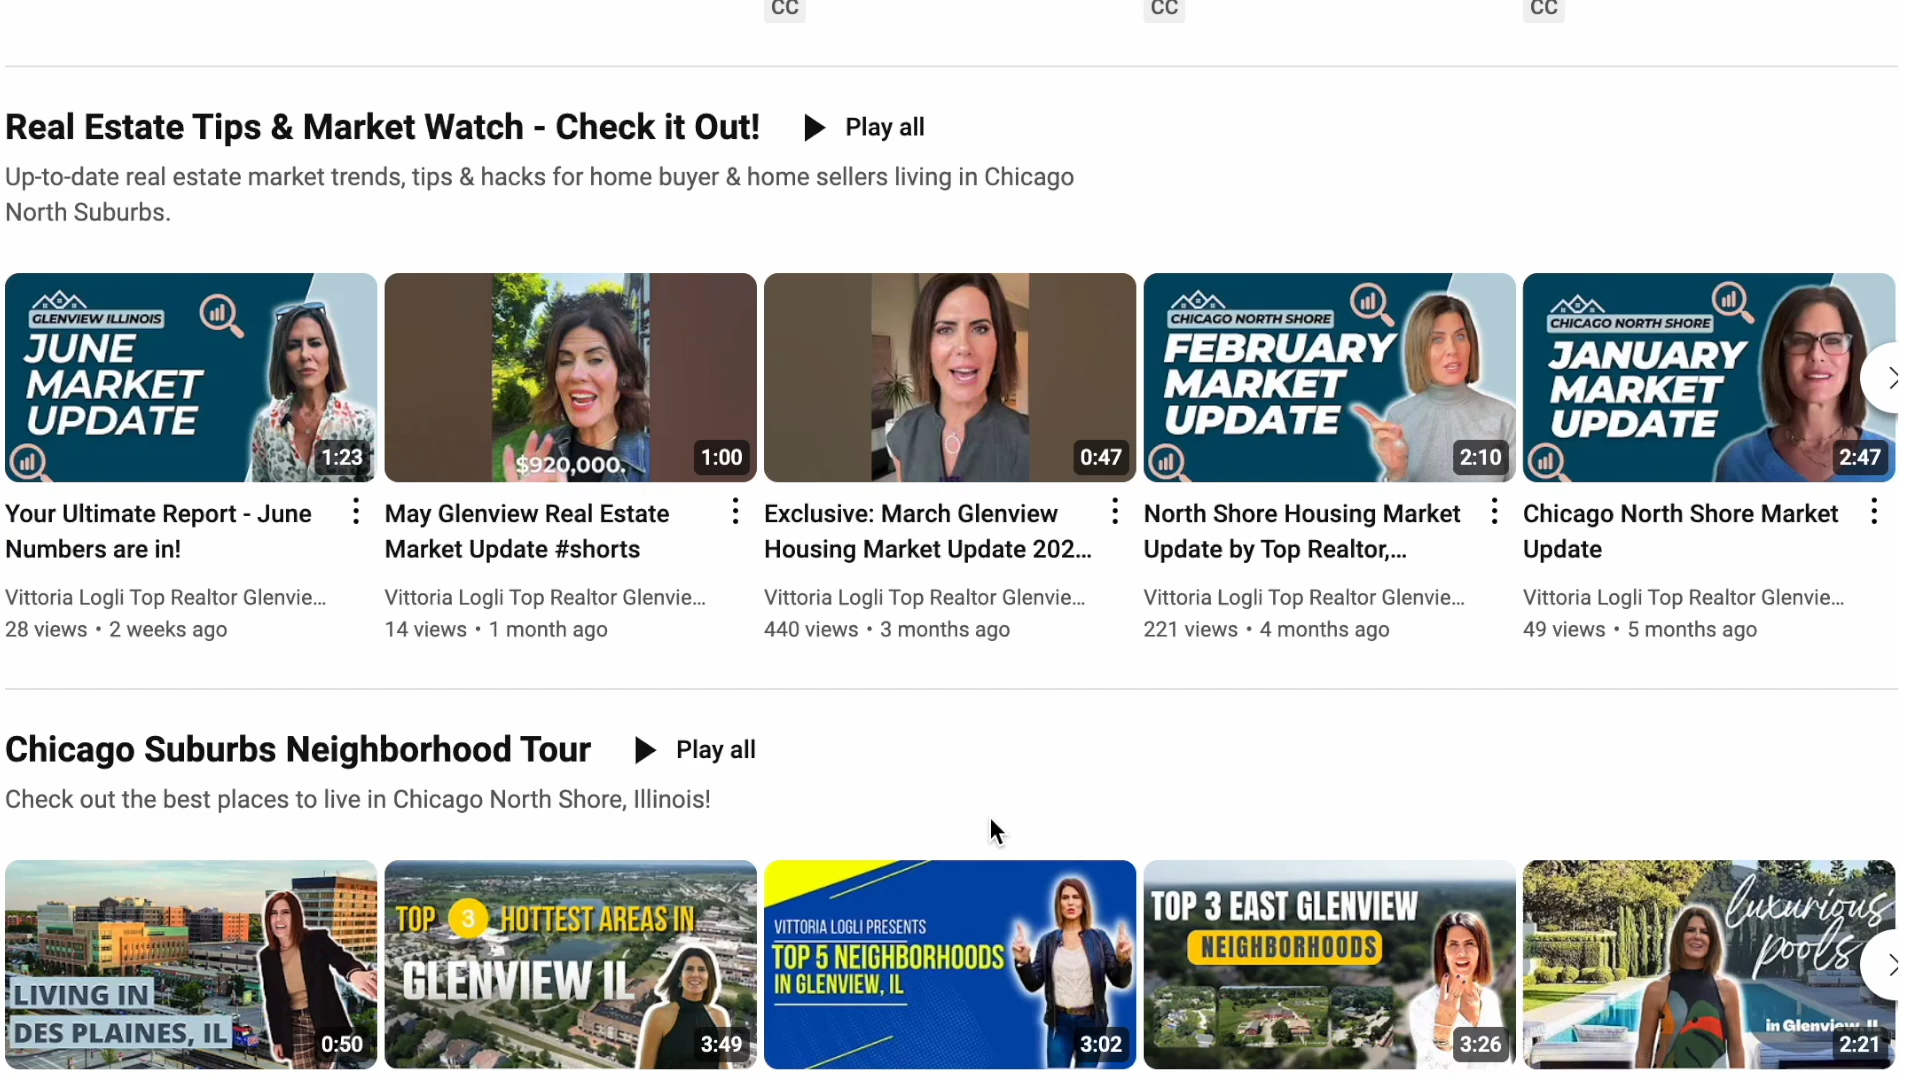 CC
CC
CC
Real Estate Tips & Market Watch - Check it Out!
Play all
Up-to-date real estate market trends, tips & hacks for home buyer & home sellers living in Chicago
North Suburbs.
GLENVIEW ILLINOIS
JUNE
MARKET
UPDATE
1:23
$920,000.
1:00
0:47
CHICAGO NORTH SHORE
FEBRUARY
MARKET
UPDATE
2:10
CHICAGO NORTH SHORE
JANUARY
MARKET
UPDATE
2:47
Your Ultimate Report - June
Numbers are in!
Vittoria Logli Top Realtor Glenvie...
28 views • 2 weeks ago
May Glenview Real Estate
Market Update #shorts
Vittoria Logli Top Realtor Glenvie...
14 views • 1 month ago
Exclusive: March Glenview
Housing Market Update 202...
Vittoria Logli Top Realtor Glenvie...
440 views • 3 months ago
North Shore Housing Market
Update by Top Realtor,...
Vittoria Logli Top Realtor Glenvie...
221 views • 4 months ago
Chicago North Shore Market
Update
Vittoria Logli Top Realtor Glenvie...
49 views • 5 months ago
Chicago Suburbs Neighborhood Tour
Play all
Check out the best places to live in Chicago North Shore, Illinois!
LIVING IN
DES PLAINES, IL
0:50
TOP 3 HOTTEST AREAS IN
GLENVIEW IL
3:49
VITTORIA LOGLI PRESENTS
TOP 5 NEIGHBORHOODS
IN GLENVIEW, IL
3:02
TOP 3 EAST GLENVIEW
NEIGHBORHOODS
3:26
luxurious
pools
in Glenview, IL
2:21